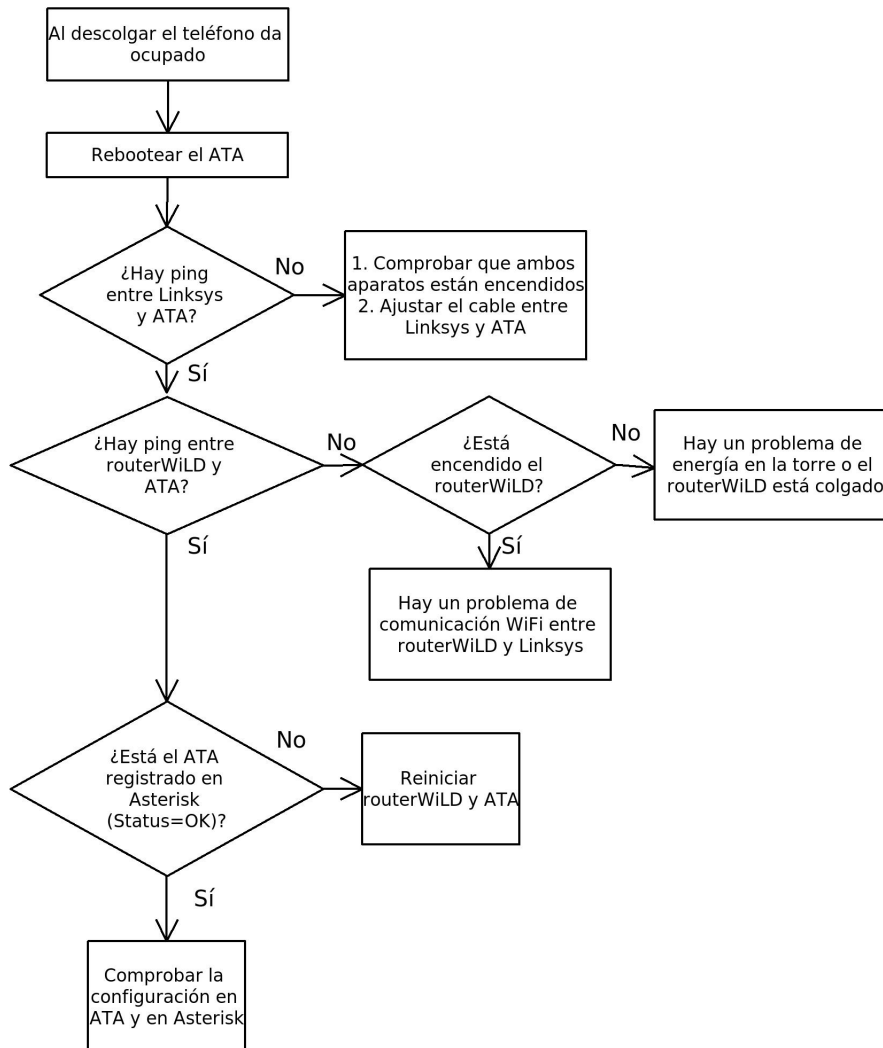 Al descolgar el teléfono da
ocupado
Rebootear el ATA
¿Hay ping
entre Linksys
y ATA?
No
1. Comprobar que ambos
aparatos están encendidos
2. Ajustar el cable entre
Linksys y ATA
Sí
¿Hay ping entre
routerWiLD y
ATA?
No
¿Está
encendido el
routerWiLD?
No
Hay un problema de
energía en la torre o el
routerWiLD está colgado
Sí
Sí
Hay un problema de
comunicación WiFi entre
routerWiLD y Linksys
¿Está el ATA
registrado en
Asterisk
(Status=OK)?
No
Reiniciar
routerWiLD y ATA
Sí
Comprobar la
configuración en
ATA y en Asterisk